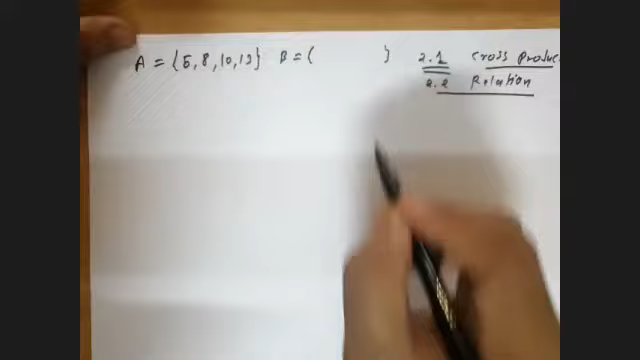 A = {5, 8, 10, 12} B = { } 2.1 Cross Produc
2.2 Relation